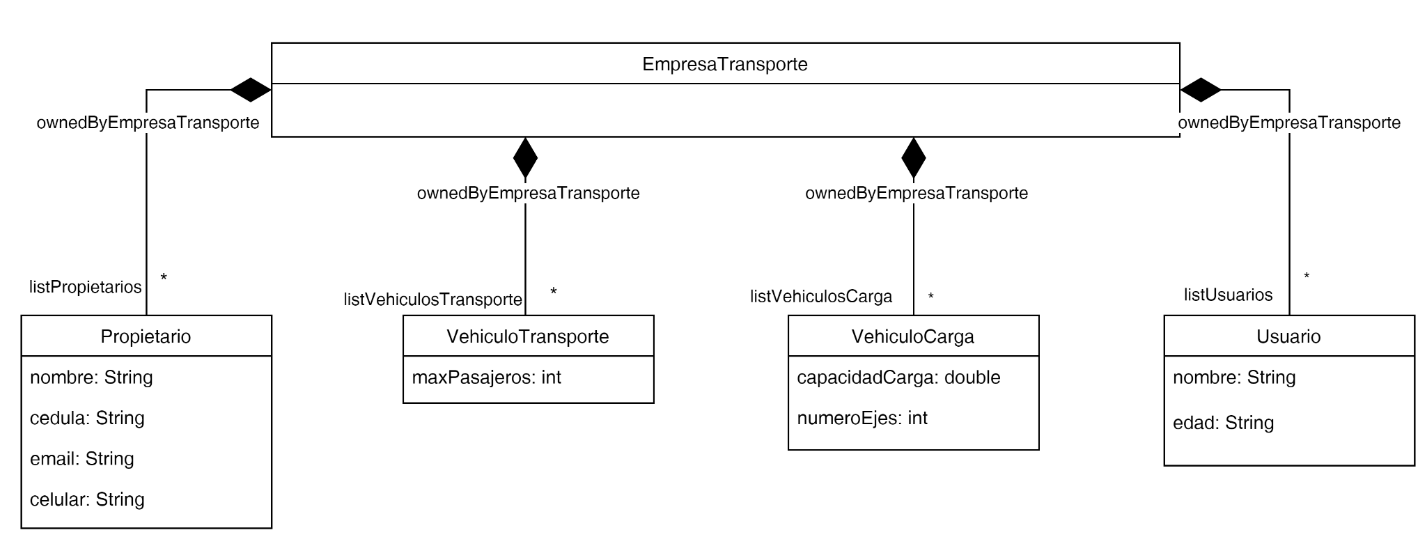 EmpresaTransporte
ownedByEmpresaTransporte
ownedByEmpresaTransporte
ownedByEmpresaTransporte
ownedByEmpresaTransporte
listPropietarios
*
listVehiculosTransporte
*
listVehiculosCarga
*
listUsuarios
*
Propietario
nombre: String
cedula: String
email: String
celular: String
VehiculoTransporte
maxPasajeros: int
VehiculoCarga
capacidadCarga: double
numeroEjes: int
Usuario
nombre: String
edad: String